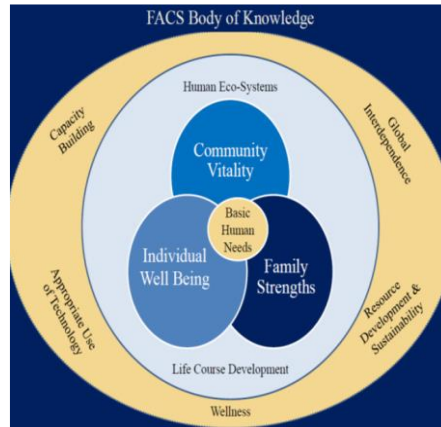 FACS Body of Knowledge
Human Eco-Systems
Capacity
Building
Global
Interdependence
Community
Vitality
Basic
Human
Needs
Individual
Well Being
Family
Strengths
Appropriate Use
of Technology
Resource
Development &
Sustainability
Life Course Development
Wellness